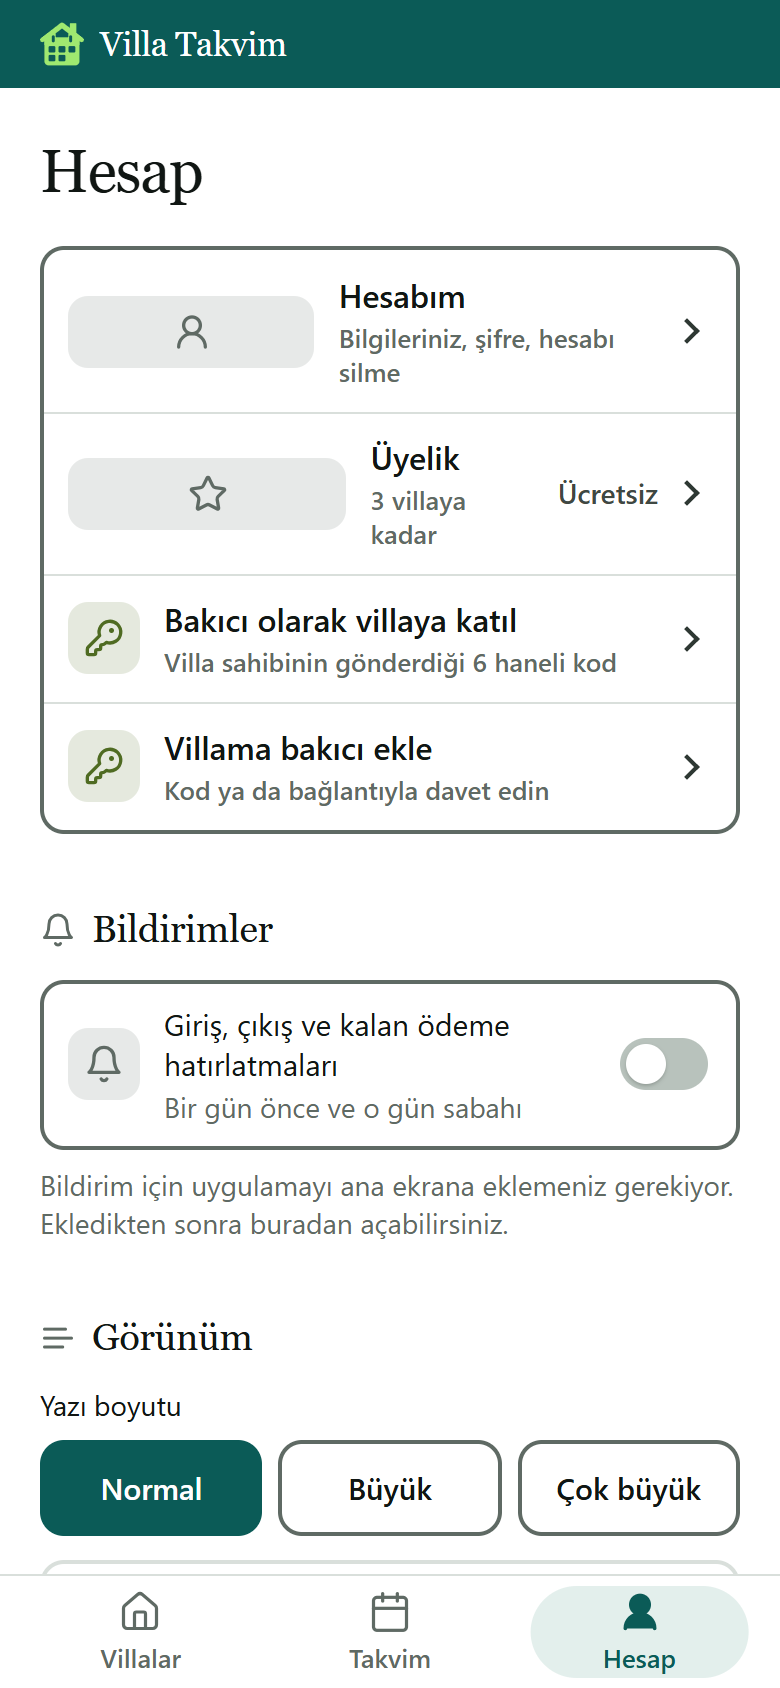 Villa Takvim
Hesap
Hesabım
Bilgileriniz, şifre, hesabı
silme
Üyelik
3 villaya
kadar
Ücretsiz
Bakıcı olarak villaya katıl
Villa sahibinin gönderdiği 6 haneli kod
Villama bakıcı ekle
Kod ya da bağlantıyla davet edin
Bildirimler
Giriş, çıkış ve kalan ödeme
hatırlatmaları
Bir gün önce ve o gün sabahı
Bildirim için uygulamayı ana ekrana eklemeniz gerekiyor.
Ekledikten sonra buradan açabilirsiniz.
Görünüm
Yazı boyutu
Normal
Büyük
Çok büyük
Villalar
Takvim
Hesap